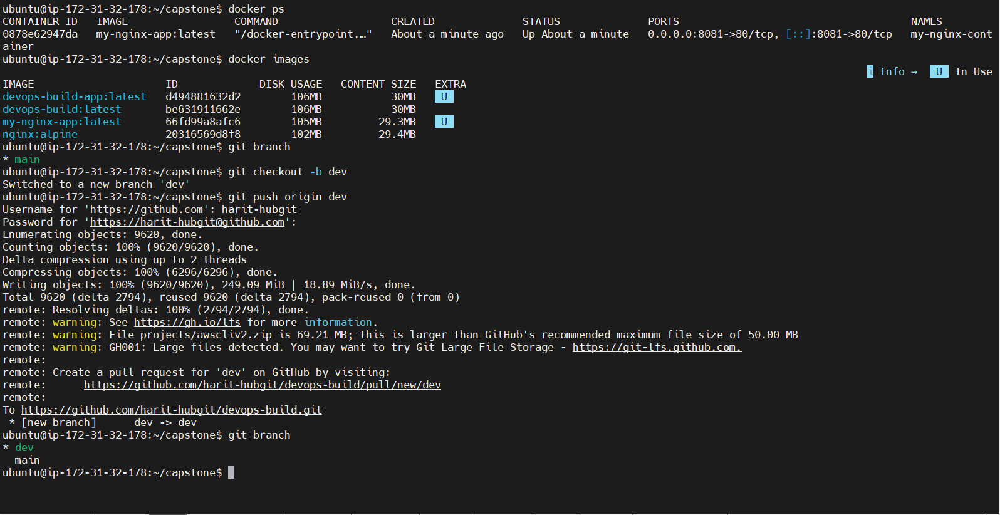 ubuntu@ip-172-31-32-178:~/capstone$ docker ps
CONTAINER ID   IMAGE                 COMMAND                  CREATED              STATUS              PORTS                                     NAMES
0878e62947da   my-nginx-app:latest   "/docker-entrypoint.…"   About a minute ago   Up About a minute   0.0.0.0:8081->80/tcp, [::]:8081->80/tcp   my-nginx-cont
ainer
ubuntu@ip-172-31-32-178:~/capstone$ docker images
i Info →   U  In Use
IMAGE                     ID             DISK USAGE   CONTENT SIZE   EXTRA
devops-build-app:latest   d494881632d2        106MB           30MB    U
devops-build:latest       be631911662e        106MB           30MB
my-nginx-app:latest       66fd99a8afc6        105MB         29.3MB    U
nginx:alpine              20316569d8f8        102MB         29.4MB
ubuntu@ip-172-31-32-178:~/capstone$ git branch
* main
ubuntu@ip-172-31-32-178:~/capstone$ git checkout -b dev
Switched to a new branch 'dev'
ubuntu@ip-172-31-32-178:~/capstone$ git push origin dev
Username for 'https://github.com': harit-hubgit
Password for 'https://harit-hubgit@github.com':
Enumerating objects: 9620, done.
Counting objects: 100% (9620/9620), done.
Delta compression using up to 2 threads
Compressing objects: 100% (6296/6296), done.
Writing objects: 100% (9620/9620), 249.09 MiB | 18.89 MiB/s, done.
Total 9620 (delta 2794), reused 9620 (delta 2794), pack-reused 0 (from 0)
remote: Resolving deltas: 100% (2794/2794), done.
remote: warning: See https://gh.io/lfs for more information.
remote: warning: File projects/awscliv2.zip is 69.21 MB; this is larger than GitHub's recommended maximum file size of 50.00 MB
remote: warning: GH001: Large files detected. You may want to try Git Large File Storage - https://git-lfs.github.com.
remote:
remote: Create a pull request for 'dev' on GitHub by visiting:
remote:      https://github.com/harit-hubgit/devops-build/pull/new/dev
remote:
To https://github.com/harit-hubgit/devops-build.git
 * [new branch]      dev -> dev
ubuntu@ip-172-31-32-178:~/capstone$ git branch
* dev
  main
ubuntu@ip-172-31-32-178:~/capstone$